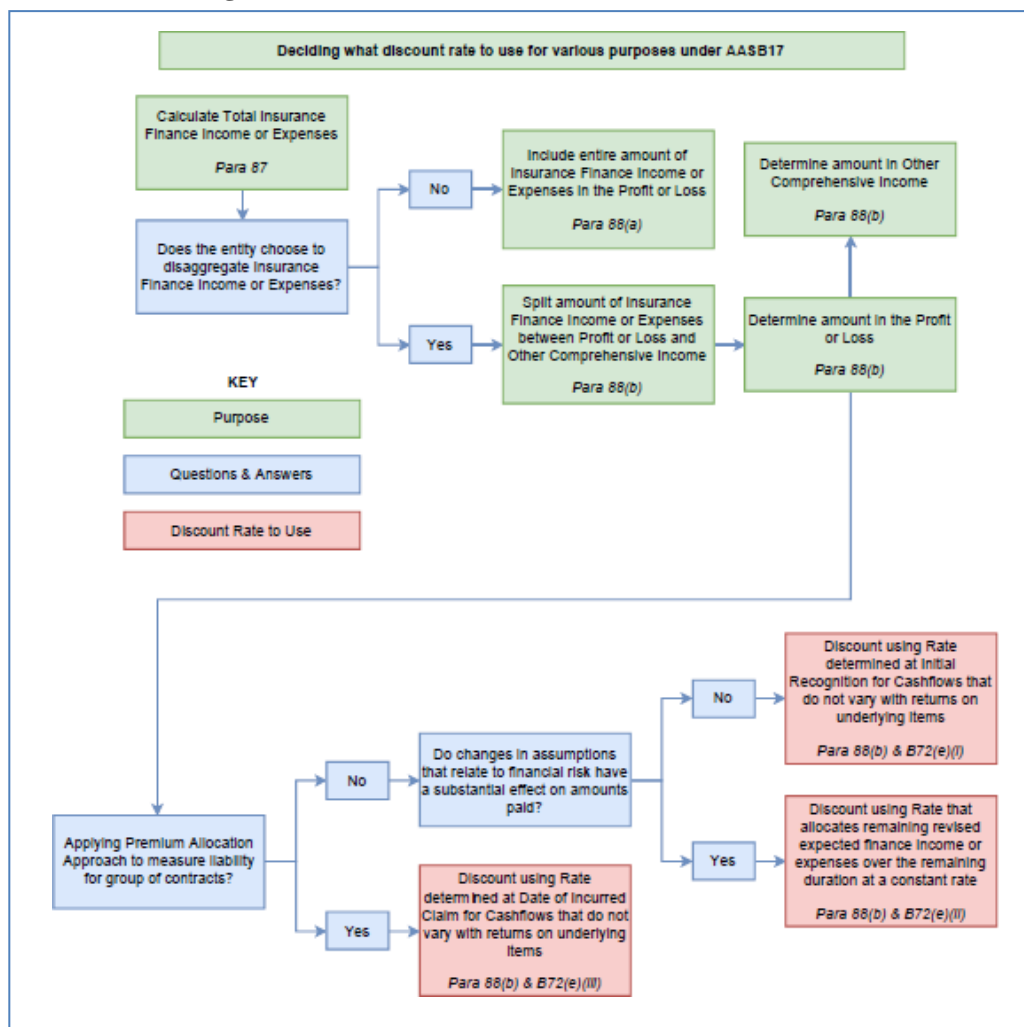 Deciding what discount rate to use for various purposes under AASB17
Calculate Total Insurance
Finance Income or Expenses
Para 87
Does the entity choose to
disaggregate Insurance
Finance Income or Expenses?
No
Include entire amount of
Insurance Finance Income or
Expenses in the Profit or Loss
Para 88(a)
Yes
Split amount of Insurance
Finance Income or Expenses
between Profit or Loss and
Other Comprehensive Income
Para 88(b)
Determine amount in Other
Comprehensive Income
Para 88(b)
Determine amount in the Profit
or Loss
Para 88(b)
KEY
Purpose
Questions & Answers
Discount Rate to Use
Applying Premium Allocation
Approach to measure liability
for group of contracts?
No
Do changes in assumptions
that relate to financial risk have
a substantial effect on amounts
paid?
No
Discount using Rate
determined at Initial
Recognition for Cashflows that
do not vary with returns on
underlying items
Para 88(b) & B72(e)(i)
Yes
Discount using Rate that
allocates remaining revised
expected finance income or
expenses over the remaining
duration at a constant rate
Para 88(b) & B72(e)(ii)
Yes
Discount using Rate
determined at Date of Incurred
Claim for Cashflows that do not
vary with returns on underlying
items
Para 88(b) & B72(e)(iii)